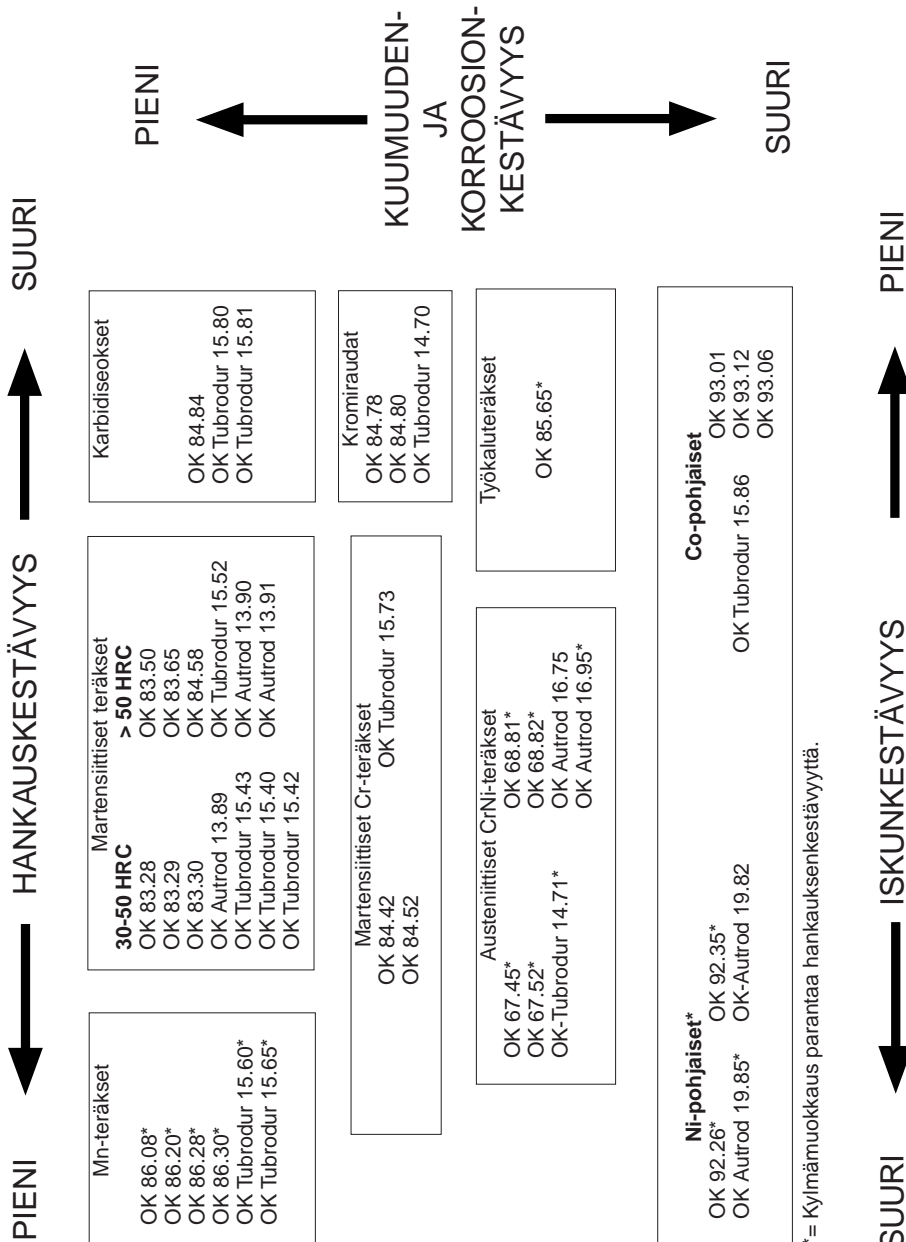 PIENI HANKAUSKESTÄVYYS SUURI
Mn-teräkset
OK 86.08*
OK 86.20*
OK 86.28*
OK 86.30*
OK Tubrodur 15.60*
OK Tubrodur 15.65*
Martensiittiset teräkset
30-50 HRC
OK 83.28
OK 83.29
OK 83.30
OK Autrod 13.89
OK Tubrodur 15.43
OK Tubrodur 15.40
OK Tubrodur 15.42
> 50 HRC
OK 83.50
OK 83.65
OK 84.58
OK Tubrodur 15.52
OK Autrod 13.90
OK Autrod 13.91
Karbidiseokset
OK 84.84
OK Tubrodur 15.80
OK Tubrodur 15.81
Martensiittiset Cr-teräkset
OK 84.42
OK 84.52
OK Tubrodur 15.73
Kromiraudat
OK 84.78
OK 84.80
OK Tubrodur 14.70
Austeniittiset CrNi-teräkset
OK 67.45*
OK 67.52*
OK-Tubrodur 14.71*
OK 68.81*
OK 68.82*
OK Autrod 16.75
OK Autrod 16.95*
Työkaluteräkset
OK 85.65*
Ni-pohjaiset*
OK 92.26*
OK Autrod 19.85*
OK 92.35*
OK-Autrod 19.82
Co-pohjaiset
OK Tubrodur 15.86
OK 93.01
OK 93.12
OK 93.06
PIENI
KUUMUUDEN-
JA
KORROOSION-
KESTÄVYYS
SUURI
*= Kylmämuokkaus parantaa hankauksenkestävyyttä.
SUURI ISKUNKESTÄVYYS PIENI